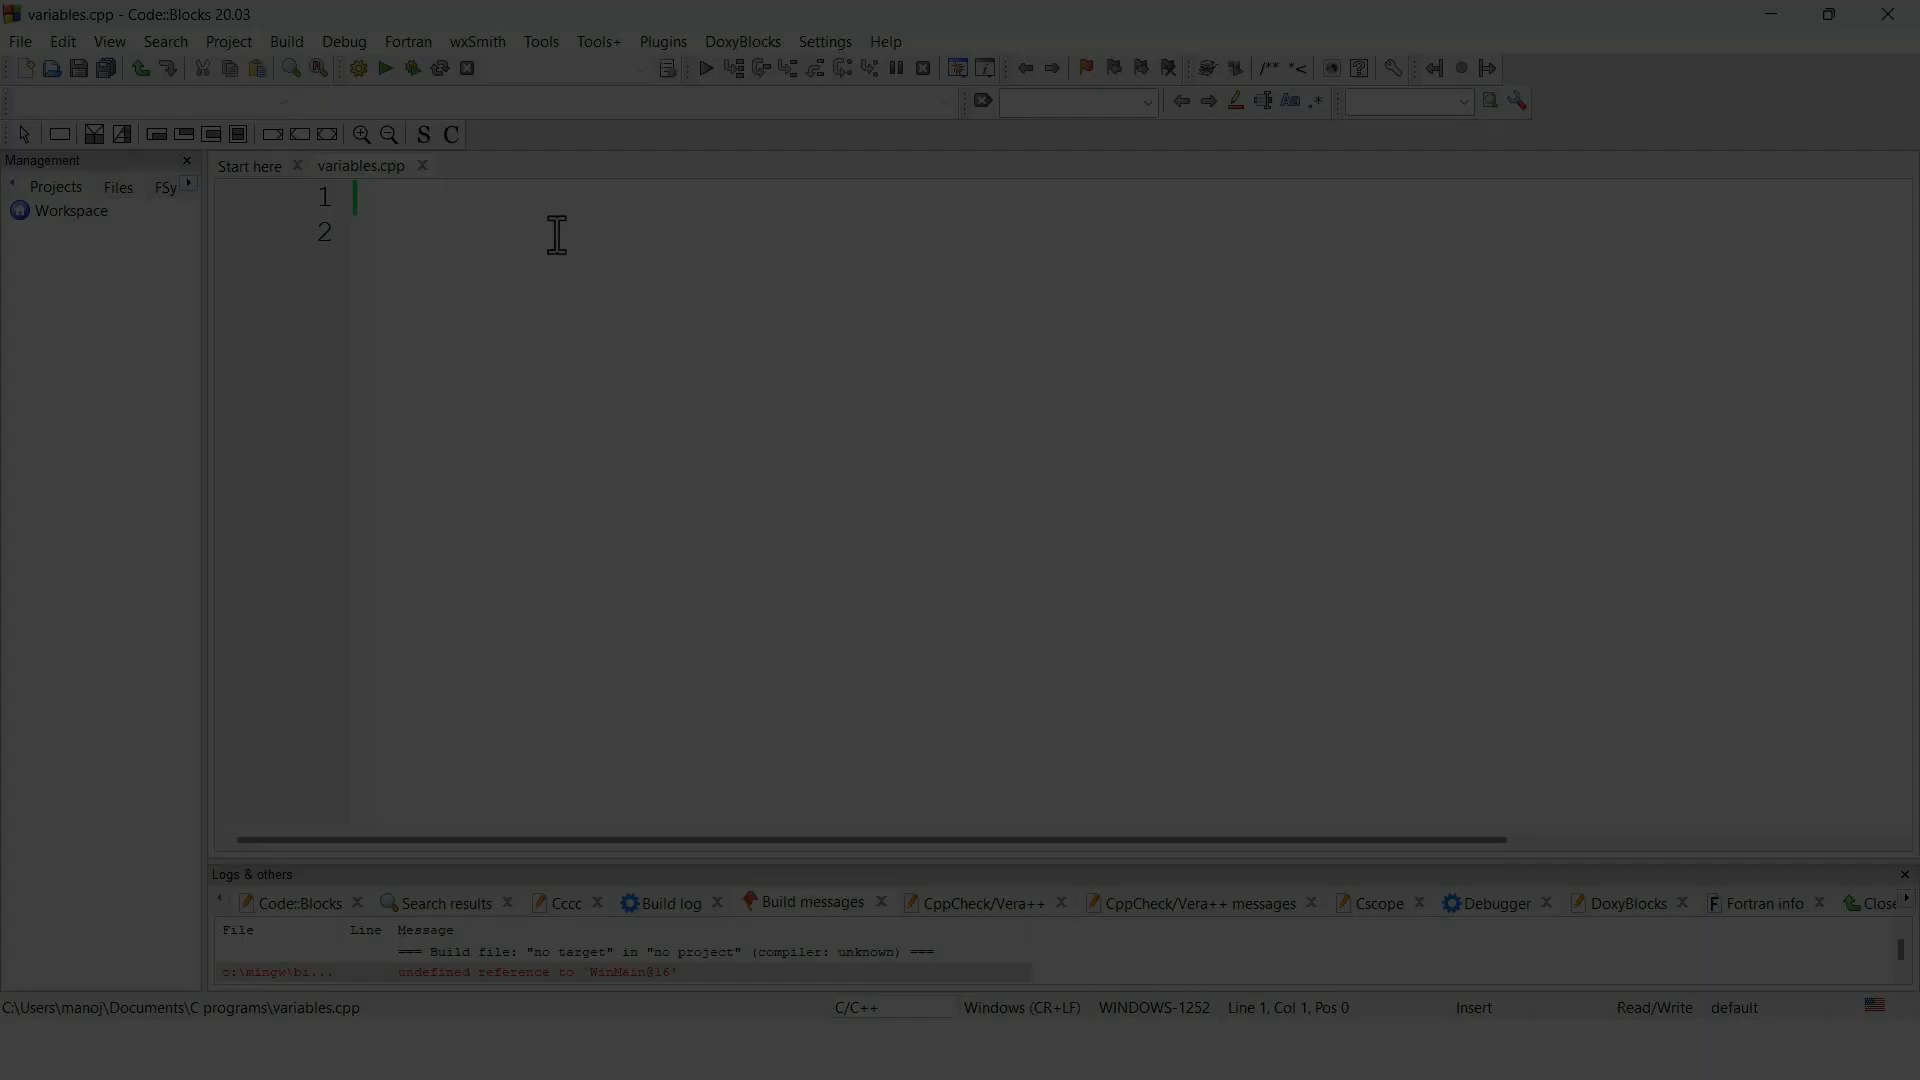 variables.cpp - Code::Blocks 20.03
File Edit View Search Project Build Debug Fortran wxSmith Tools Tools+ Plugins DoxyBlocks Settings Help
/** *< 
Aa .*
S C
Management
Start here variables.cpp
Projects Files FSy
Workspace
1
2
Logs & others
Code::Blocks Search results Cccc Build log Build messages CppCheck/Vera++ CppCheck/Vera++ messages Cscope Debugger DoxyBlocks Fortran info Close
File Line Message
=== Build file: "no target" in "no project" (compiler: unknown) ===
c:\mingw\bi... undefined reference to `WinMain@16'
C:\Users\manoj\Documents\C programs\variables.cpp C/C++ Windows (CR+LF) WINDOWS-1252 Line 1, Col 1, Pos 0 Insert Read/Write default